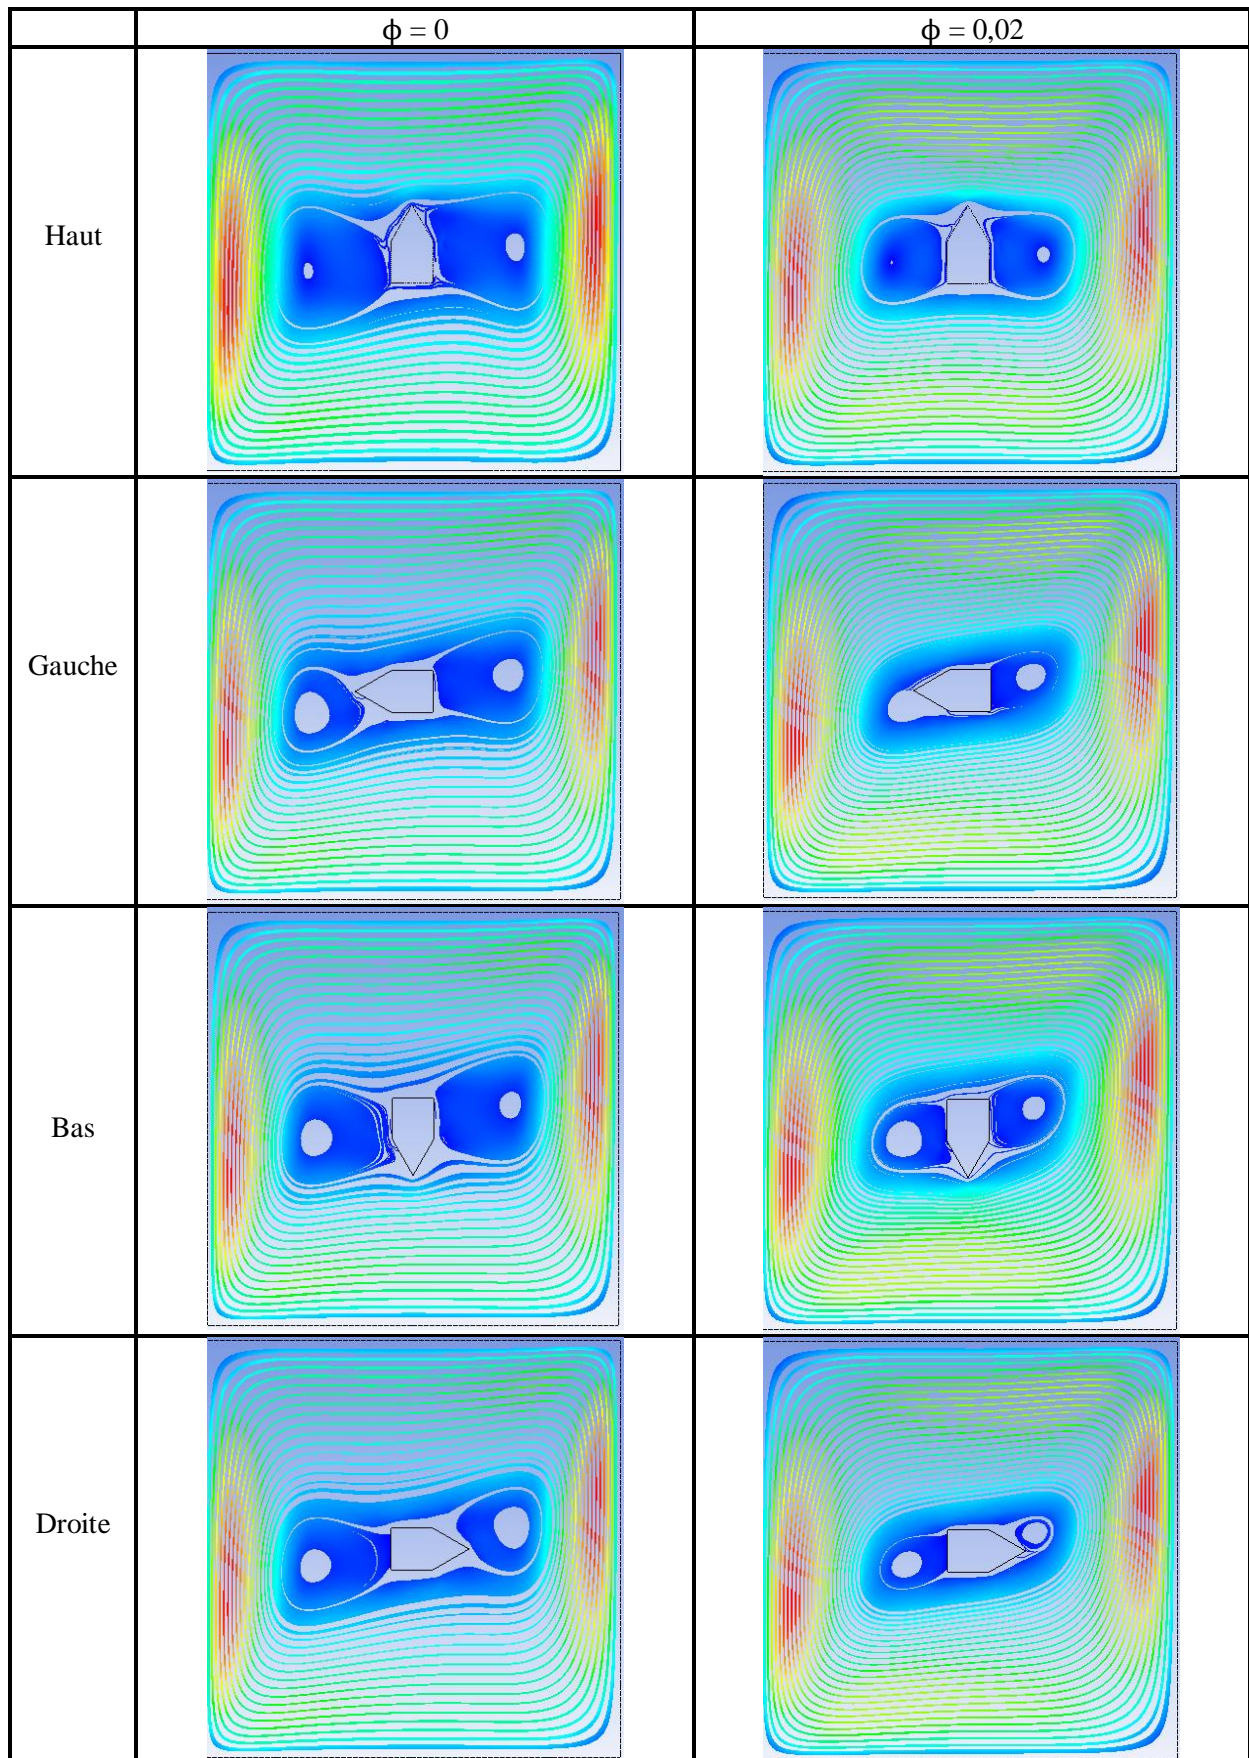 ϕ = 0
ϕ = 0,02
Haut
Gauche
Bas
Droite